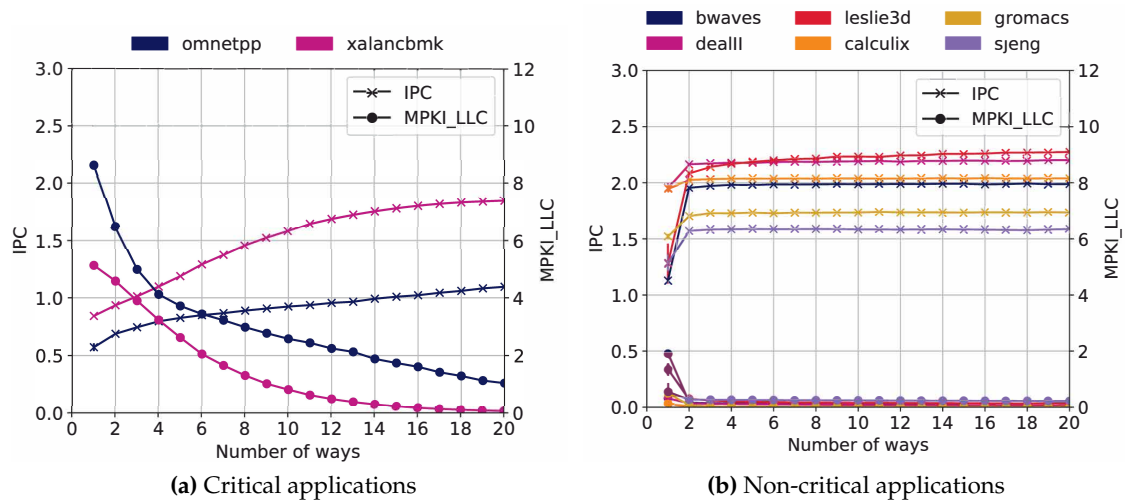 omnetpp xalancbmk
3.0
2.5
2.0
1.5
1.0
0.5
0.0
IPC
12
10
8
6
4
2
0
MPKI_LLC
IPC
MPKI_LLC
0 2 4 6 8 10 12 14 16 18 20
Number of ways
(a) Critical applications
bwaves leslie3d gromacs
dealII calculix sjeng
3.0
2.5
2.0
1.5
1.0
0.5
0.0
IPC
12
10
8
6
4
2
0
MPKI_LLC
IPC
MPKI_LLC
0 2 4 6 8 10 12 14 16 18 20
Number of ways
(b) Non-critical applications